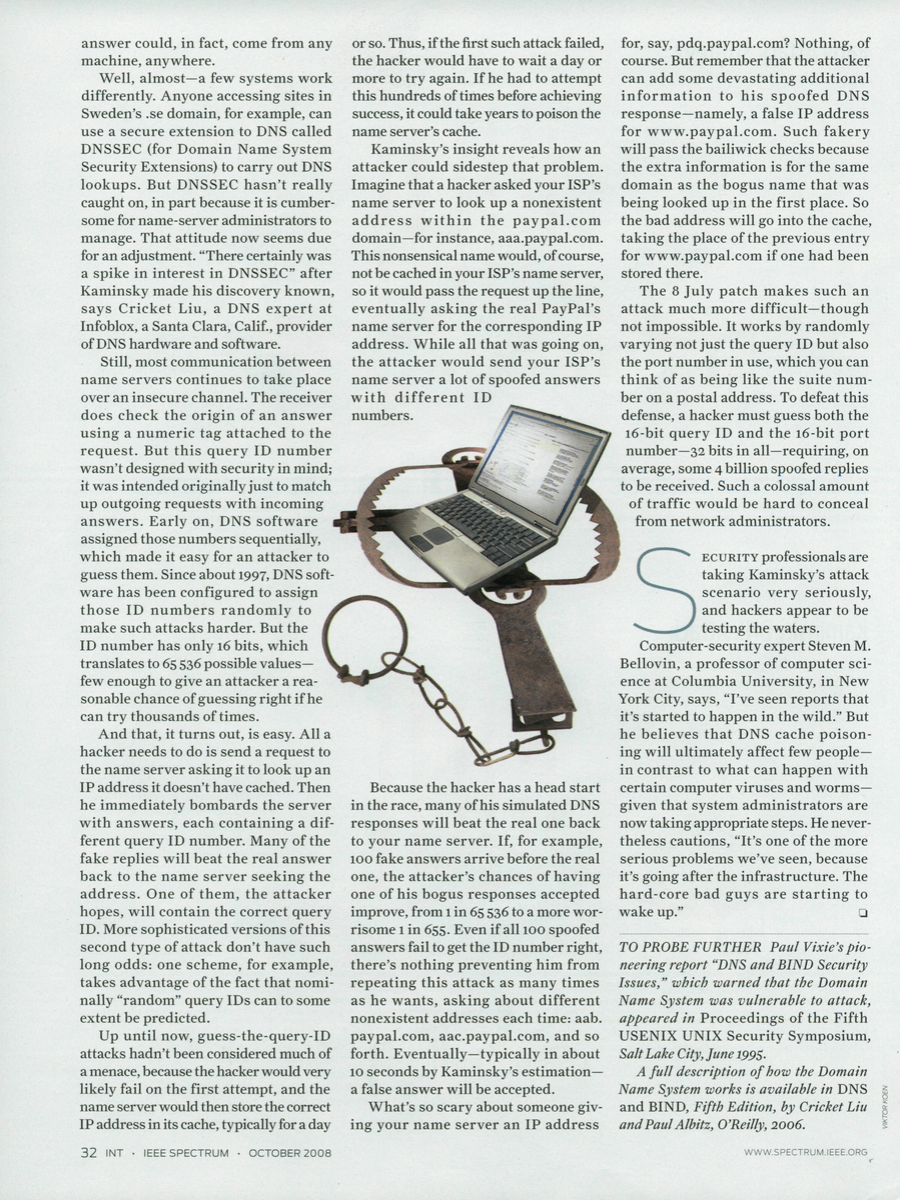 answer could, in fact, come from any
machine, anywhere.
Well, almost—a few systems work
differently. Anyone accessing sites in
Sweden's .se domain, for example, can
use a secure extension to DNS called
DNSSEC (for Domain Name System
Security Extensions) to carry out DNS
lookups. But DNSSEC hasn't really
caught on, in part because it is cumber-
some for name-server administrators to
manage. That attitude now seems due
for an adjustment. “There certainly was
a spike in interest in DNSSEC” after
Kaminsky made his discovery known,
says Cricket Liu, a DNS expert at
Infoblox, a Santa Clara, Calif., provider
of DNS hardware and software.
Still, most communication between
name servers continues to take place
over an insecure channel. The receiver
does check the origin of an answer
using a numeric tag attached to the
request. But this query ID number
wasn't designed with security in mind;
it was intended originally just to match
up outgoing requests with incoming
answers. Early on, DNS software
assigned those numbers sequentially,
which made it easy for an attacker to
guess them. Since about 1997, DNS soft-
ware has been configured to assign
those ID numbers randomly to
make such attacks harder. But the
ID number has only 16 bits, which
translates to 65 536 possible values—
few enough to give an attacker a rea-
sonable chance of guessing right if he
can try thousands of times.
And that, it turns out, is easy. All a
hacker needs to do is send a request to
the name server asking it to look up an
IP address it doesn't have cached. Then
he immediately bombards the server
with answers, each containing a dif-
ferent query ID number. Many of the
fake replies will beat the real answer
back to the name server seeking the
address. One of them, the attacker
hopes, will contain the correct query
ID. More sophisticated versions of this
second type of attack don't have such
long odds: one scheme, for example,
takes advantage of the fact that nomi-
nally “random” query IDs can to some
extent be predicted.
Up until now, guess-the-query-ID
attacks hadn't been considered much of
a menace, because the hacker would very
likely fail on the first attempt, and the
name server would then store the correct
IP address in its cache, typically for a day
or so. Thus, if the first such attack failed,
the hacker would have to wait a day or
more to try again. If he had to attempt
this hundreds of times before achieving
success, it could take years to poison the
name server's cache.
Kaminsky's insight reveals how an
attacker could sidestep that problem.
Imagine that a hacker asked your ISP's
name server to look up a nonexistent
address within the paypal.com
domain—for instance, aaa.paypal.com.
This nonsensical name would, of course,
not be cached in your ISP's name server,
so it would pass the request up the line,
eventually asking the real PayPal's
name server for the corresponding IP
address. While all that was going on,
the attacker would send your ISP's
name server a lot of spoofed answers
with different ID
numbers.
Because the hacker has a head start
in the race, many of his simulated DNS
responses will beat the real one back
to your name server. If, for example,
100 fake answers arrive before the real
one, the attacker's chances of having
one of his bogus responses accepted
improve, from 1 in 65 536 to a more wor-
risome 1 in 655. Even if all 100 spoofed
answers fail to get the ID number right,
there's nothing preventing him from
repeating this attack as many times
as he wants, asking about different
nonexistent addresses each time: aab.
paypal.com, aac.paypal.com, and so
forth. Eventually—typically in about
10 seconds by Kaminsky's estimation—
a false answer will be accepted.
What's so scary about someone giv-
ing your name server an IP address
for, say, pdq.paypal.com? Nothing, of
course. But remember that the attacker
can add some devastating additional
information to his spoofed DNS
response—namely, a false IP address
for www.paypal.com. Such fakery
will pass the bailiwick checks because
the extra information is for the same
domain as the bogus name that was
being looked up in the first place. So
the bad address will go into the cache,
taking the place of the previous entry
for www.paypal.com if one had been
stored there.
The 8 July patch makes such an
attack much more difficult—though
not impossible. It works by randomly
varying not just the query ID but also
the port number in use, which you can
think of as being like the suite num-
ber on a postal address. To defeat this
defense, a hacker must guess both the
16-bit query ID and the 16-bit port
number—32 bits in all—requiring, on
average, some 4 billion spoofed replies
to be received. Such a colossal amount
of traffic would be hard to conceal
from network administrators.
SECURITY professionals are
taking Kaminsky's attack
scenario very seriously,
and hackers appear to be
testing the waters.
Computer-security expert Steven M.
Bellovin, a professor of computer sci-
ence at Columbia University, in New
York City, says, “I've seen reports that
it's started to happen in the wild.” But
he believes that DNS cache poison-
ing will ultimately affect few people—
in contrast to what can happen with
certain computer viruses and worms—
given that system administrators are
now taking appropriate steps. He never-
theless cautions, “It's one of the more
serious problems we've seen, because
it's going after the infrastructure. The
hard-core bad guys are starting to
wake up.”
TO PROBE FURTHER Paul Vixie's pio-
neering report “DNS and BIND Security
Issues,” which warned that the Domain
Name System was vulnerable to attack,
appeared in Proceedings of the Fifth
USENIX UNIX Security Symposium,
Salt Lake City, June 1995.
A full description of how the Domain
Name System works is available in DNS
and BIND, Fifth Edition, by Cricket Liu
and Paul Albitz, O'Reilly, 2006.
VIKTOR KOEN
32 INT • IEEE SPECTRUM • OCTOBER 2008
WWW.SPECTRUM.IEEE.ORG